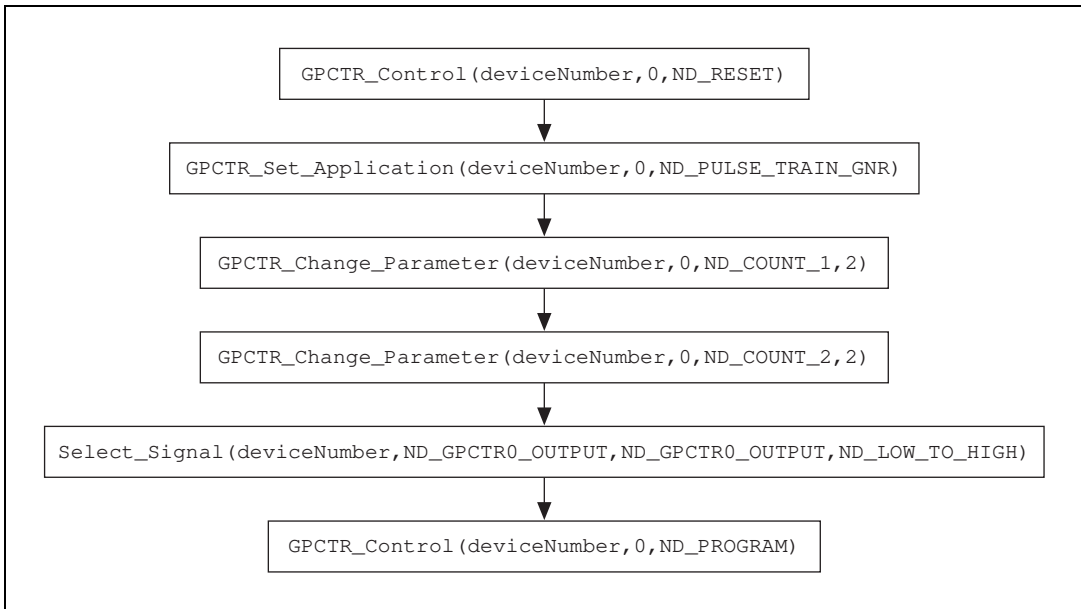 GPCTR_Control(deviceNumber,0,ND_RESET)
GPCTR_Set_Application(deviceNumber,0,ND_PULSE_TRAIN_GNR)
GPCTR_Change_Parameter(deviceNumber,0,ND_COUNT_1,2)
GPCTR_Change_Parameter(deviceNumber,0,ND_COUNT_2,2)
Select_Signal(deviceNumber,ND_GPCTR0_OUTPUT,ND_GPCTR0_OUTPUT,ND_LOW_TO_HIGH)
GPCTR_Control(deviceNumber,0,ND_PROGRAM)